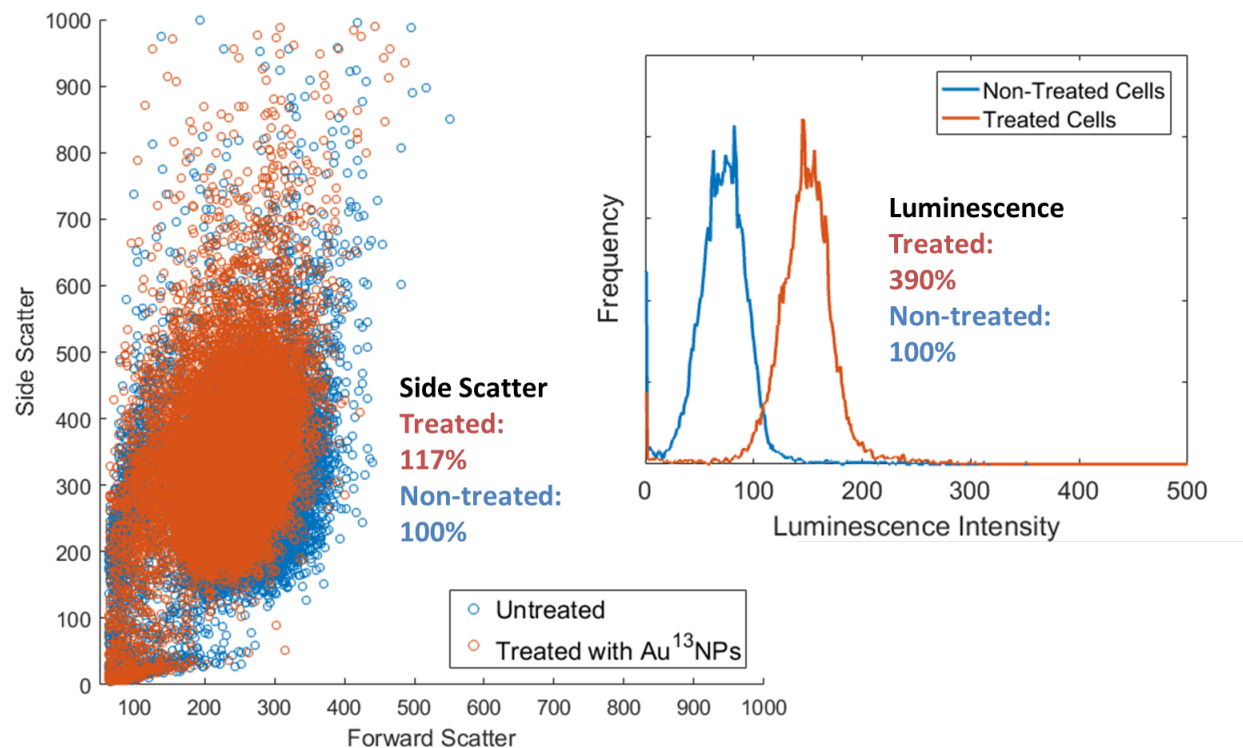 1000
900
800
700
600
500
400
300
200
100
0
Side Scatter
100 200 300 400 500 600 700 800 900 1000
Forward Scatter
Side Scatter
Treated:
117%
Non-treated:
100%
Untreated
Treated with Au¹³NPs
Non-Treated Cells
Treated Cells
Frequency
Luminescence
Treated:
390%
Non-treated:
100%
0 100 200 300 400 500
Luminescence Intensity